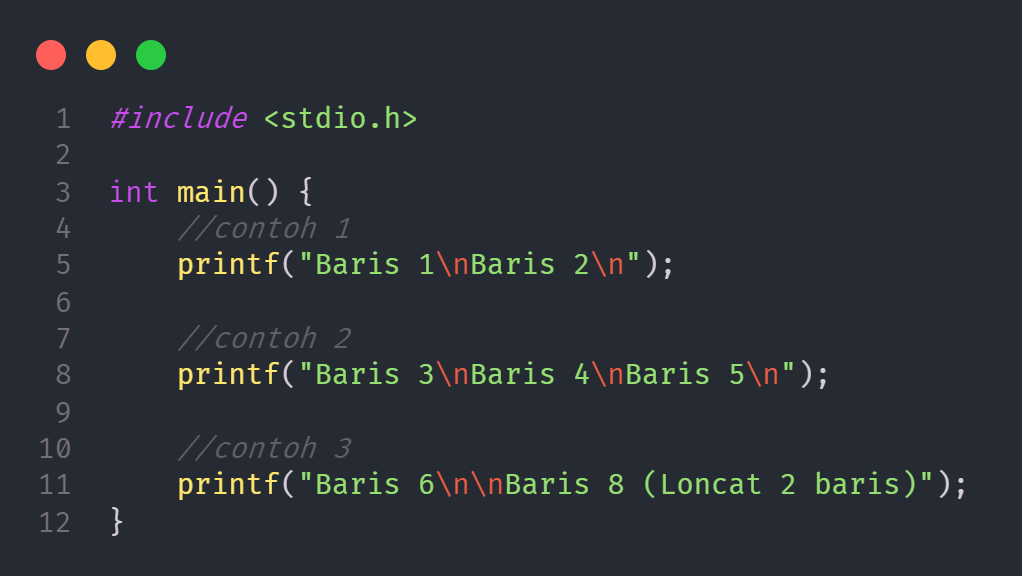 1 #include <stdio.h>
2
3 int main() {
4     //contoh 1
5     printf("Baris 1\nBaris 2\n");
6
7     //contoh 2
8     printf("Baris 3\nBaris 4\nBaris 5\n");
9
10     //contoh 3
11     printf("Baris 6\n\nBaris 8 (Loncat 2 baris)");
12 }